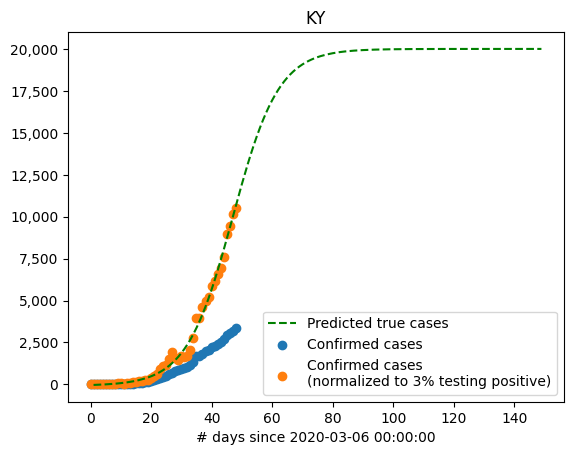 KY
20,000
17,500
15,000
12,500
10,000
7,500
5,000
2,500
0
Predicted true cases
Confirmed cases
Confirmed cases
(normalized to 3% testing positive)
0 20 40 60 80 100 120 140
# days since 2020-03-06 00:00:00